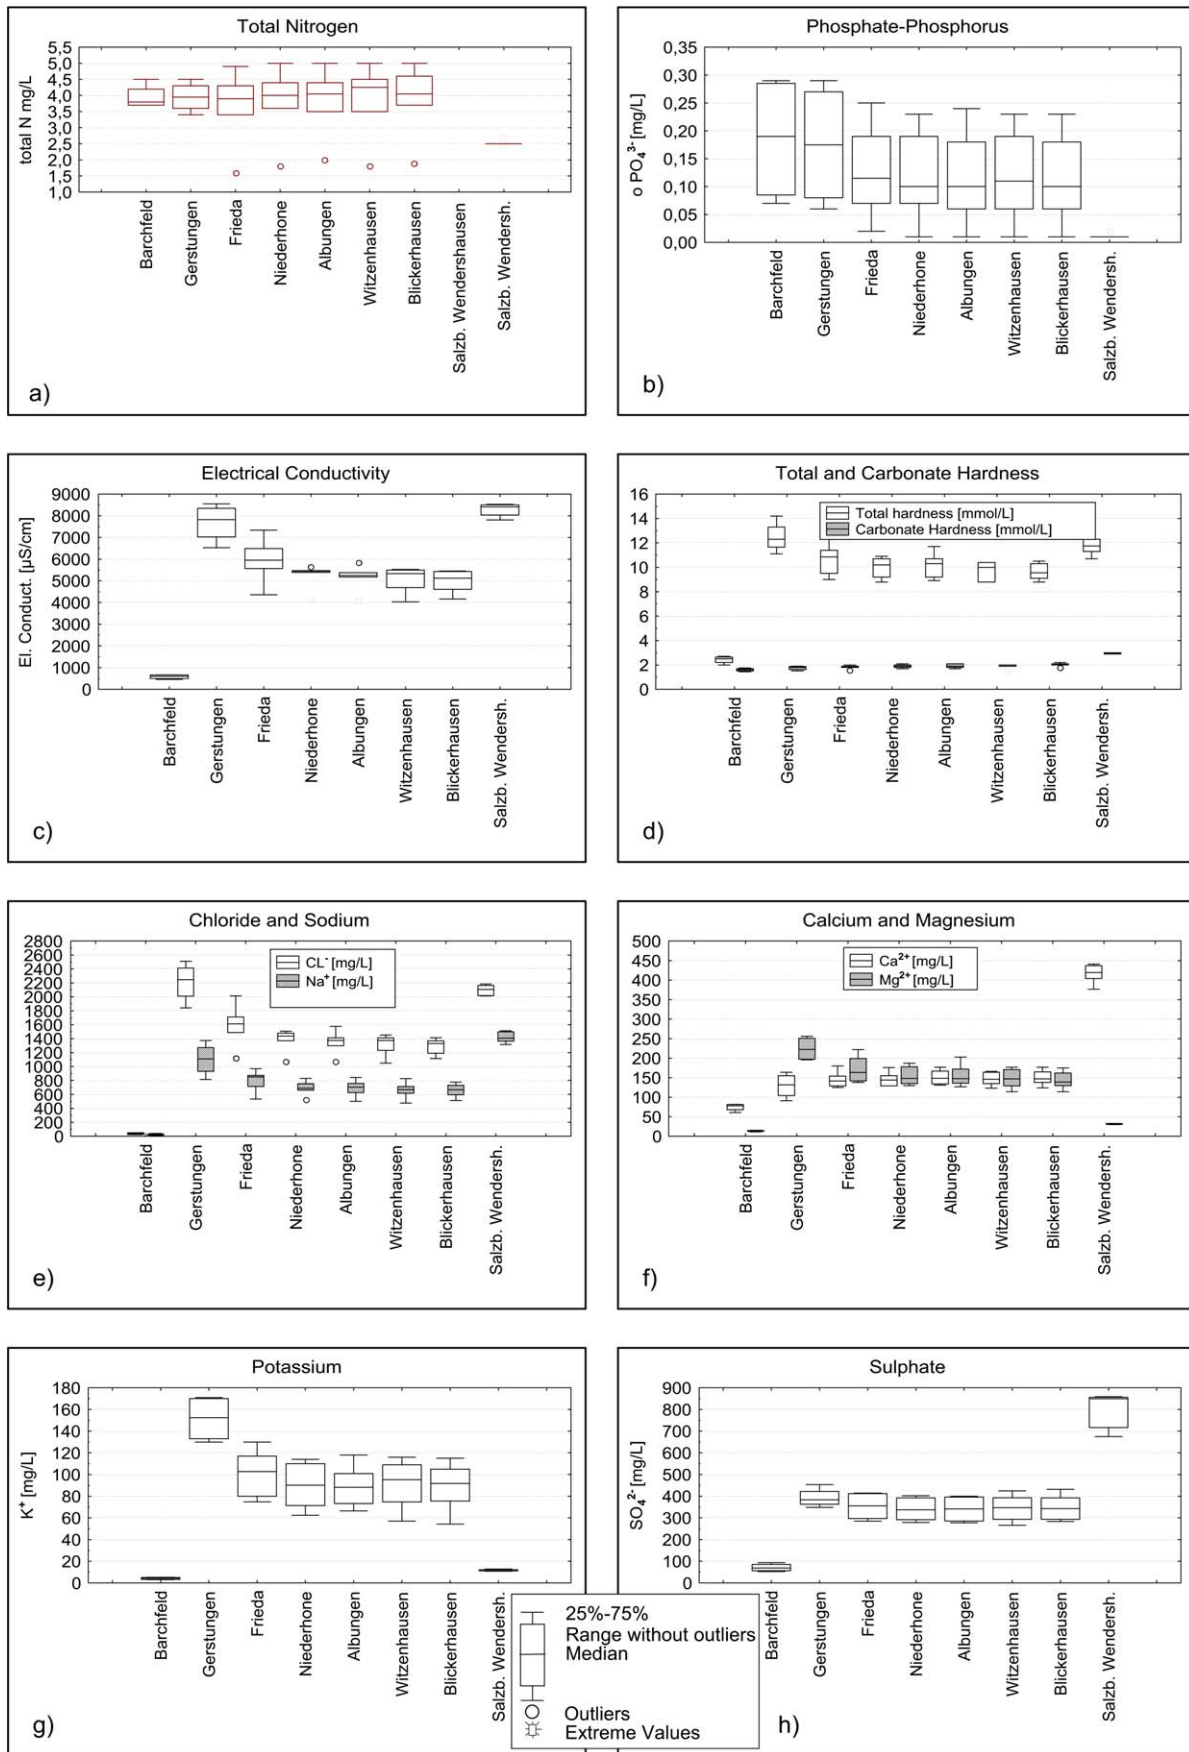 Total Nitrogen
total N mg/L
5,5
5,0
4,5
4,0
3,5
3,0
2,5
2,0
1,5
1,0
Barchfeld
Gerstungen
Frieda
Niederhone
Albungen
Witzenhausen
Blickerhausen
Salzb. Wendershausen
Salzb. Wendersh.
a)
Phosphate-Phosphorus
o PO₄³⁻ [mg/L]
0,35
0,30
0,25
0,20
0,15
0,10
0,05
0,00
Barchfeld
Gerstungen
Frieda
Niederhone
Albungen
Witzenhausen
Blickerhausen
Salzb. Wendersh.
b)
Electrical Conductivity
El. Conduct. [µS/cm]
9000
8000
7000
6000
5000
4000
3000
2000
1000
0
Barchfeld
Gerstungen
Frieda
Niederhone
Albungen
Witzenhausen
Blickerhausen
Salzb. Wendersh.
c)
Total and Carbonate Hardness
16
14
12
10
8
6
4
2
0
Total hardness [mmol/L]
Carbonate Hardness [mmol/L]
Barchfeld
Gerstungen
Frieda
Niederhone
Albungen
Witzenhausen
Blickerhausen
Salzb. Wendersh.
d)
Chloride and Sodium
2800
2600
2400
2200
2000
1800
1600
1400
1200
1000
800
600
400
200
0
CL⁻ [mg/L]
Na⁺ [mg/L]
Barchfeld
Gerstungen
Frieda
Niederhone
Albungen
Witzenhausen
Blickerhausen
Salzb. Wendersh.
e)
Calcium and Magnesium
500
450
400
350
300
250
200
150
100
50
0
Ca²⁺ [mg/L]
Mg²⁺ [mg/L]
Barchfeld
Gerstungen
Frieda
Niederhone
Albungen
Witzenhausen
Blickerhausen
Salzb. Wendersh.
f)
Potassium
K⁺ [mg/L]
180
160
140
120
100
80
60
40
20
0
Barchfeld
Gerstungen
Frieda
Niederhone
Albungen
Witzenhausen
Blickerhausen
Salzb. Wendersh.
g)
Sulphate
SO₄²⁻ [mg/L]
900
800
700
600
500
400
300
200
100
0
Barchfeld
Gerstungen
Frieda
Niederhone
Albungen
Witzenhausen
Blickerhausen
Salzb. Wendersh.
h)
25%-75%
Range without outliers
Median
Outliers
Extreme Values